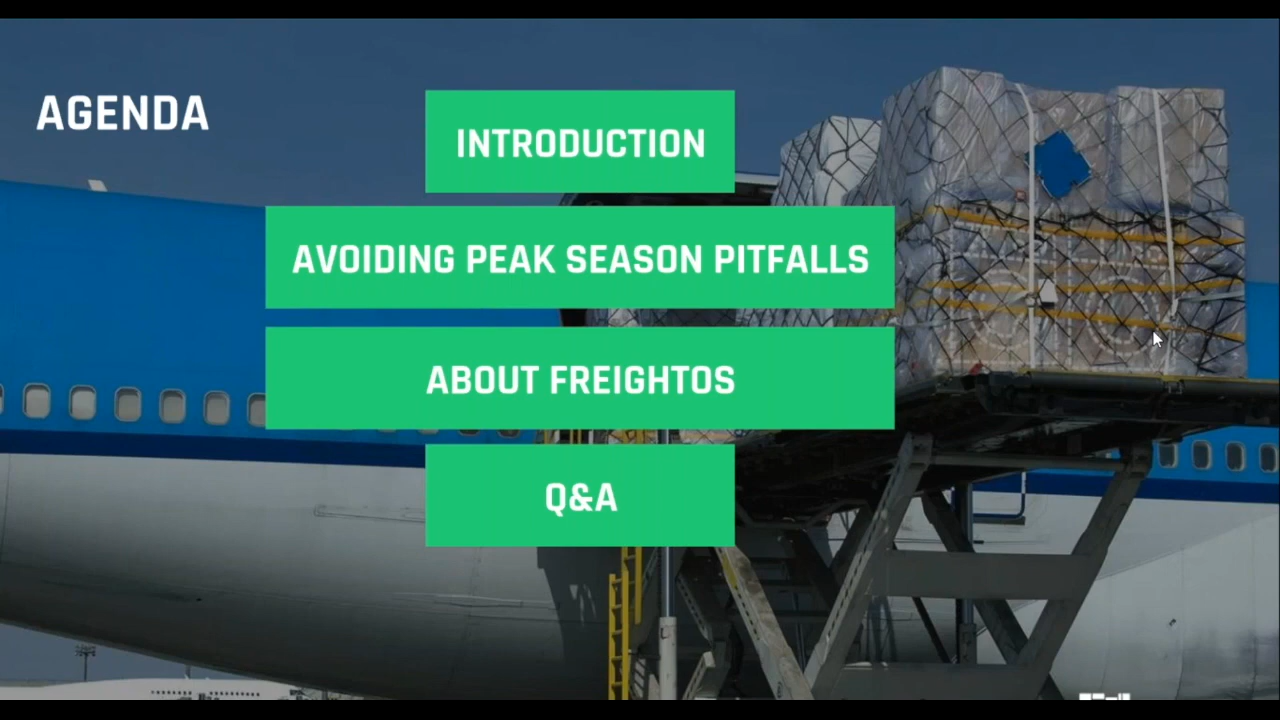 AGENDA
INTRODUCTION
AVOIDING PEAK SEASON PITFALLS
ABOUT FREIGHTOS
Q&A